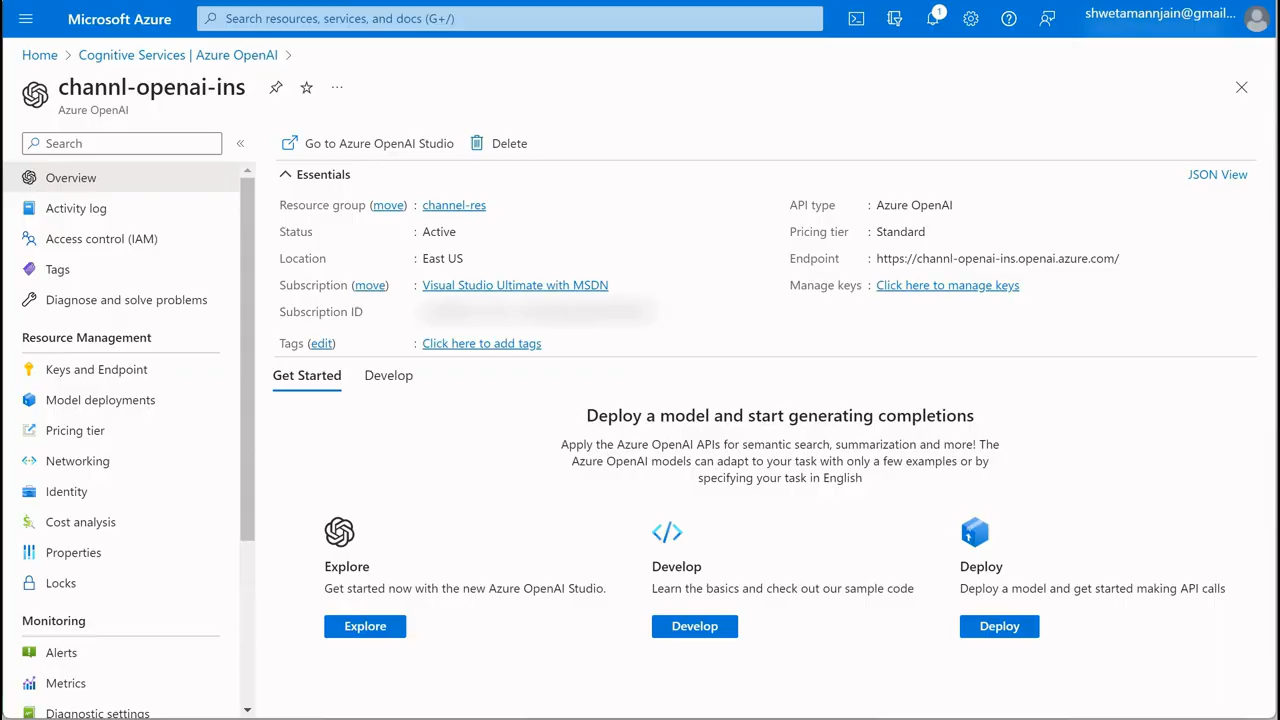 Microsoft Azure
Search resources, services, and docs (G+/)
1
shwetamannjain@gmail...
Home > Cognitive Services | Azure OpenAI >
channl-openai-ins
Azure OpenAI
Search
Go to Azure OpenAI Studio
Delete
Overview
Activity log
Access control (IAM)
Tags
Diagnose and solve problems
Resource Management
Keys and Endpoint
Model deployments
Pricing tier
Networking
Identity
Cost analysis
Properties
Locks
Monitoring
Alerts
Metrics
Diagnostic settings
Essentials
JSON View
Resource group (move) : channel-res
Status : Active
Location : East US
Subscription (move) : Visual Studio Ultimate with MSDN
Subscription ID
Tags (edit) : Click here to add tags
API type : Azure OpenAI
Pricing tier : Standard
Endpoint : https://channl-openai-ins.openai.azure.com/
Manage keys : Click here to manage keys
Get Started
Develop
Deploy a model and start generating completions
Apply the Azure OpenAI APIs for semantic search, summarization and more! The
Azure OpenAI models can adapt to your task with only a few examples or by
specifying your task in English
Explore
Get started now with the new Azure OpenAI Studio.
Explore
Develop
Learn the basics and check out our sample code
Develop
Deploy
Deploy a model and get started making API calls
Deploy